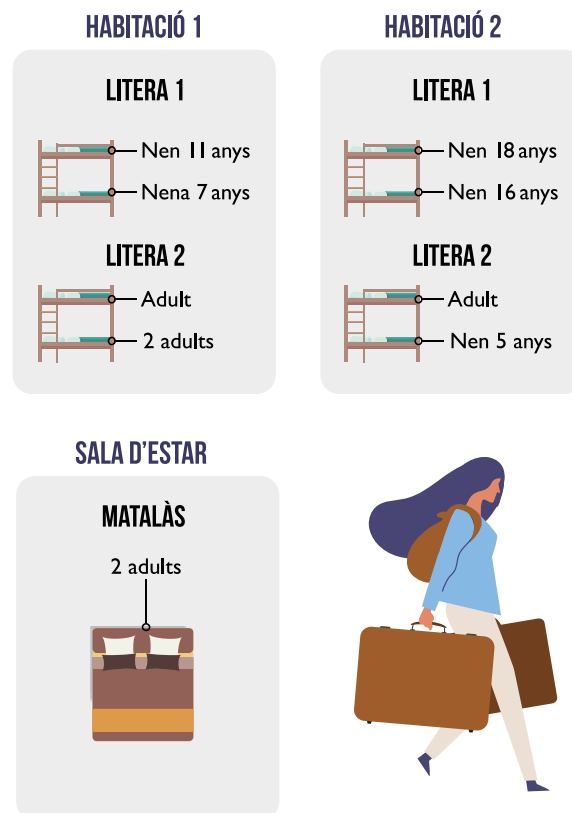 HABITACIÓ 1
LITERA 1
Nen 11 anys
Nena 7 anys
LITERA 2
Adult
2 adults
HABITACIÓ 2
LITERA 1
Nen 18 anys
Nen 16 anys
LITERA 2
Adult
Nen 5 anys
SALA D'ESTAR
MATALÀS
2 adults